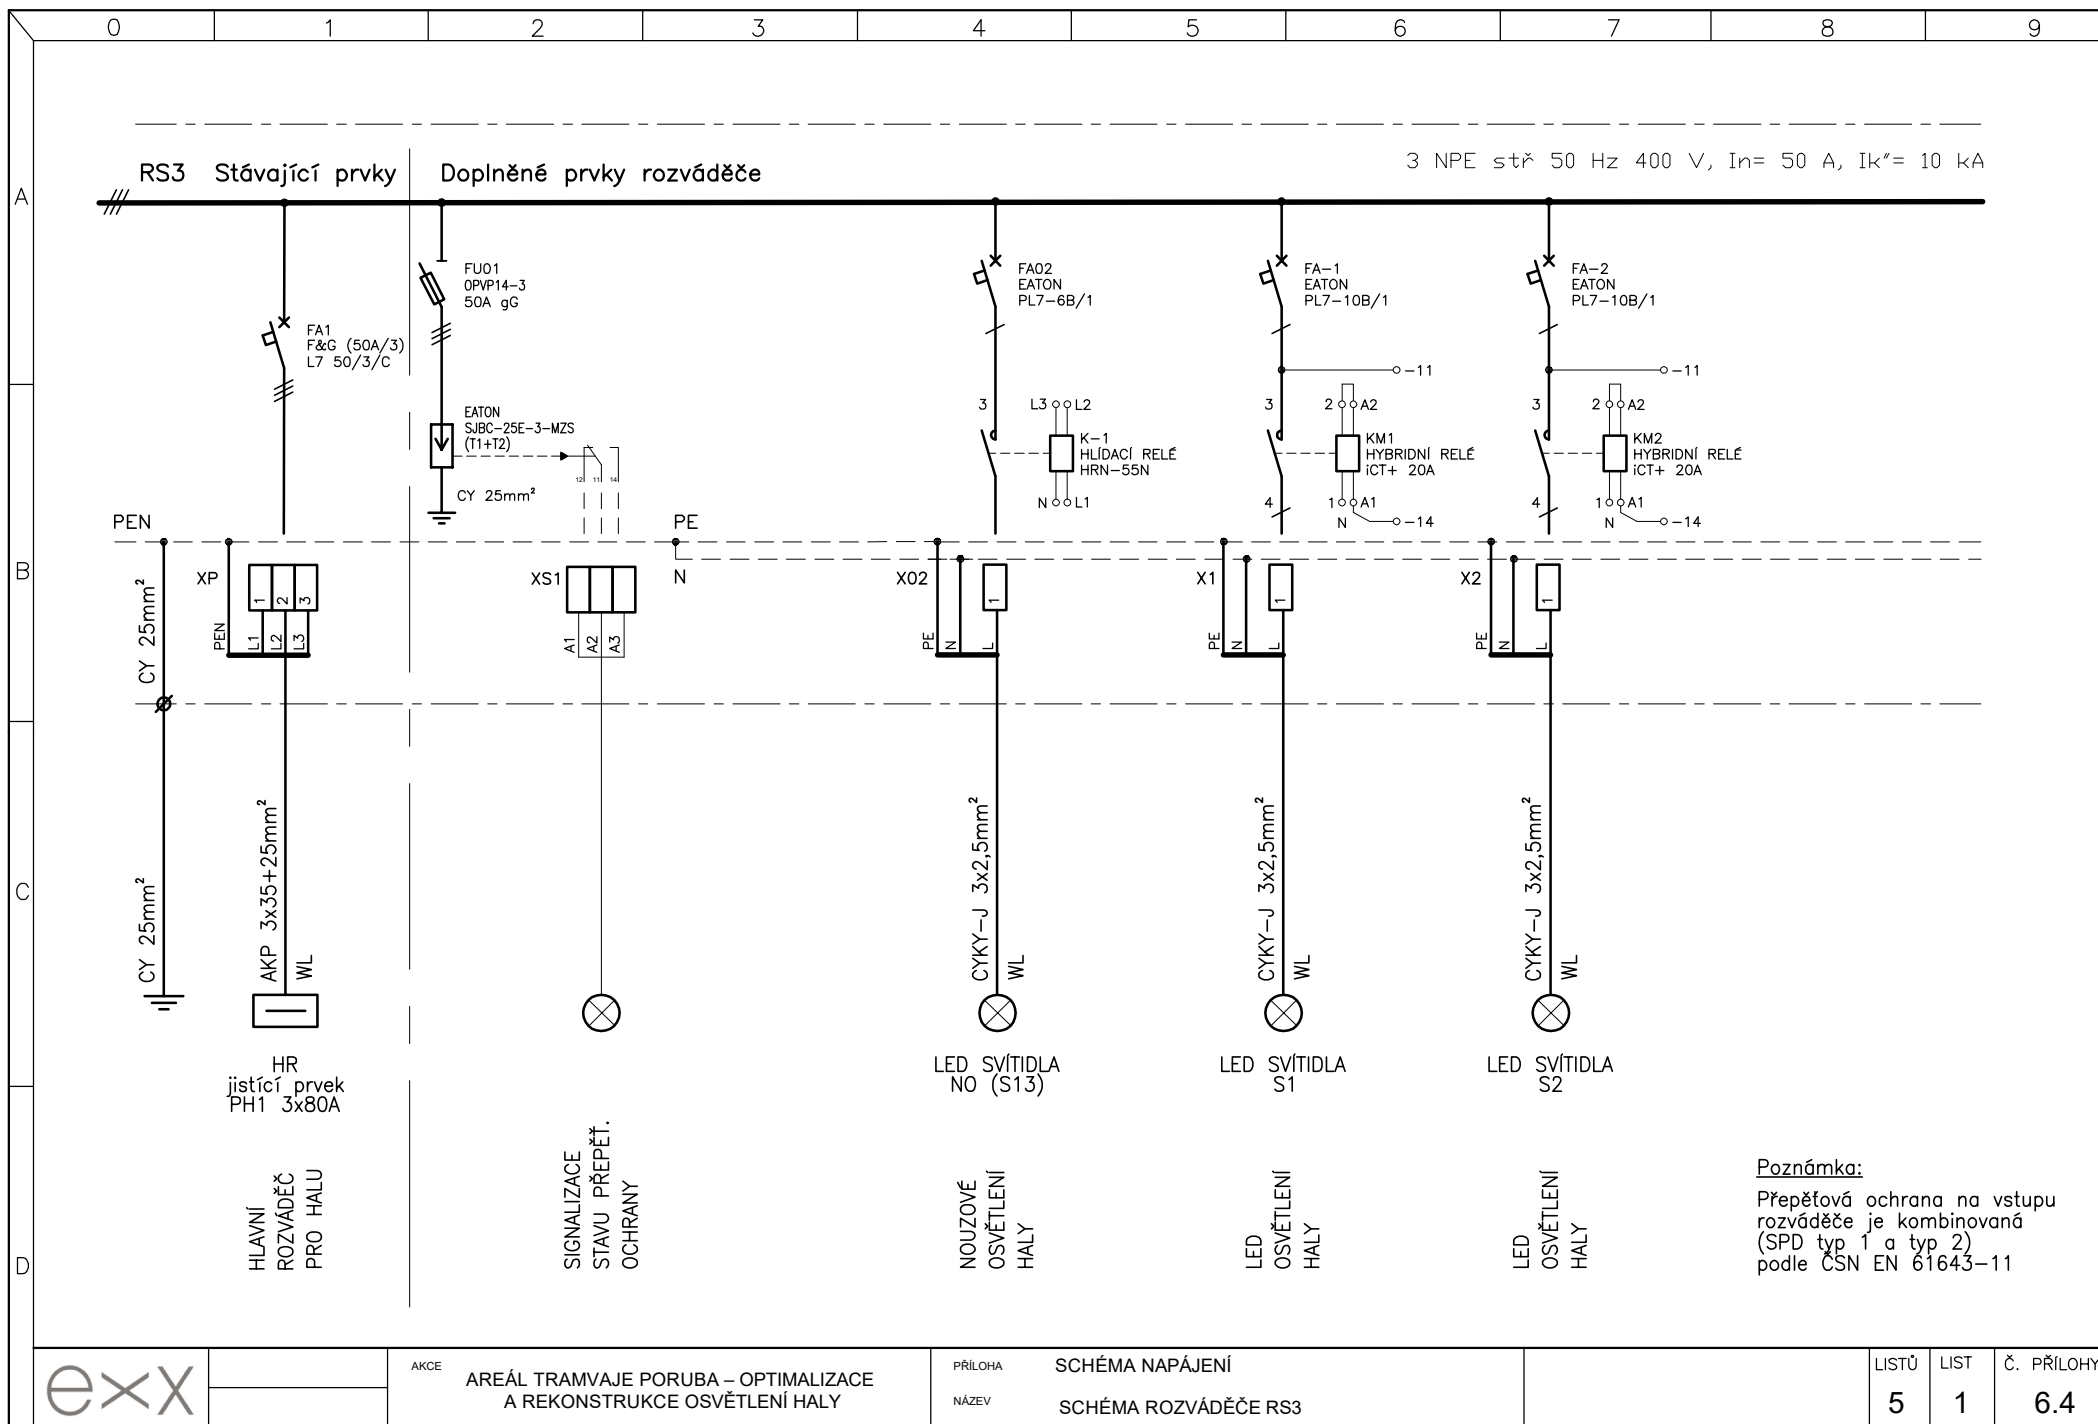 0 1 2 3 4 5 6 7 8 9
A
B
C
D
RS3 Stávající prvky
Doplněné prvky rozváděče
3 NPE stř 50 Hz 400 V, In= 50 A, Ik"= 10 kA
FA1
F&G (50A/3)
L7 50/3/C
FU01
OPVP14-3
50A gG
EATON
SJBC-25E-3-MZS
(T1+T2)
CY 25mm²
12 11 14
FA02
EATON
PL7-6B/1
3
L3 L2
K-1
HLÍDACÍ RELÉ
HRN-55N
N L1
FA-1
EATON
PL7-10B/1
-11
3
2 A2
KM1
HYBRIDNÍ RELÉ
iCT+ 20A
4
1 A1
N
-14
FA-2
EATON
PL7-10B/1
-11
3
2 A2
KM2
HYBRIDNÍ RELÉ
iCT+ 20A
4
1 A1
N
-14
PEN
PE
N
CY 25mm²
CY 25mm²
XP
1 2 3
PEN L1 L2 L3
AKP 3x35+25mm²
WL
HR
jistící prvek
PH1 3x80A
HLAVNÍ
ROZVÁDĚČ
PRO HALU
XS1
A1 A2 A3
SIGNALIZACE
STAVU PŘEPĚŤ.
OCHRANY
X02
1
PE N L
CYKY-J 3x2,5mm²
WL
LED SVÍTIDLA
NO (S13)
NOUZOVÉ
OSVĚTLENÍ
HALY
X1
1
PE N L
CYKY-J 3x2,5mm²
WL
LED SVÍTIDLA
S1
LED
OSVĚTLENÍ
HALY
X2
1
PE N L
CYKY-J 3x2,5mm²
WL
LED SVÍTIDLA
S2
LED
OSVĚTLENÍ
HALY
Poznámka:
Přepěťová ochrana na vstupu
rozváděče je kombinovaná
(SPD typ 1 a typ 2)
podle ČSN EN 61643-11
exx
AKCE
AREÁL TRAMVAJE PORUBA – OPTIMALIZACE
A REKONSTRUKCE OSVĚTLENÍ HALY
PŘÍLOHA SCHÉMA NAPÁJENÍ
NÁZEV SCHÉMA ROZVÁDĚČE RS3
LISTŮ LIST Č. PŘÍLOHY
5 1 6.4